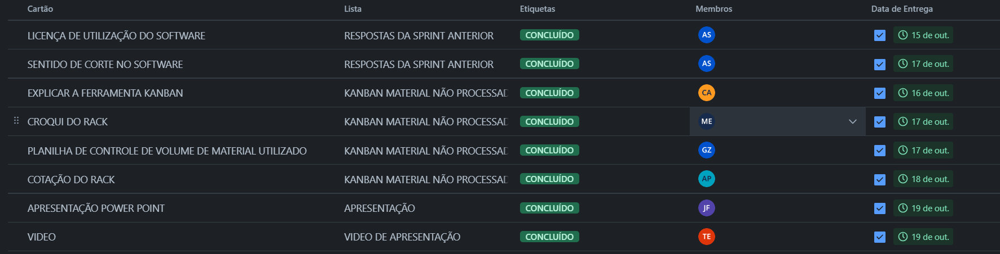 Cartão Lista Etiquetas Membros Data de Entrega
LICENÇA DE UTILIZAÇÃO DO SOFTWARE RESPOSTAS DA SPRINT ANTERIOR CONCLUÍDO AS 15 de out.
SENTIDO DE CORTE NO SOFTWARE RESPOSTAS DA SPRINT ANTERIOR CONCLUÍDO AS 17 de out.
EXPLICAR A FERRAMENTA KANBAN KANBAN MATERIAL NÃO PROCESSAD CONCLUÍDO CA 16 de out.
CROQUI DO RACK KANBAN MATERIAL NÃO PROCESSAD CONCLUÍDO ME 17 de out.
PLANILHA DE CONTROLE DE VOLUME DE MATERIAL UTILIZADO KANBAN MATERIAL NÃO PROCESSAD CONCLUÍDO GZ 17 de out.
COTAÇÃO DO RACK KANBAN MATERIAL NÃO PROCESSAD CONCLUÍDO AP 18 de out.
APRESENTAÇÃO POWER POINT APRESENTAÇÃO CONCLUÍDO JF 19 de out.
VIDEO VIDEO DE APRESENTAÇÃO CONCLUÍDO TE 19 de out.